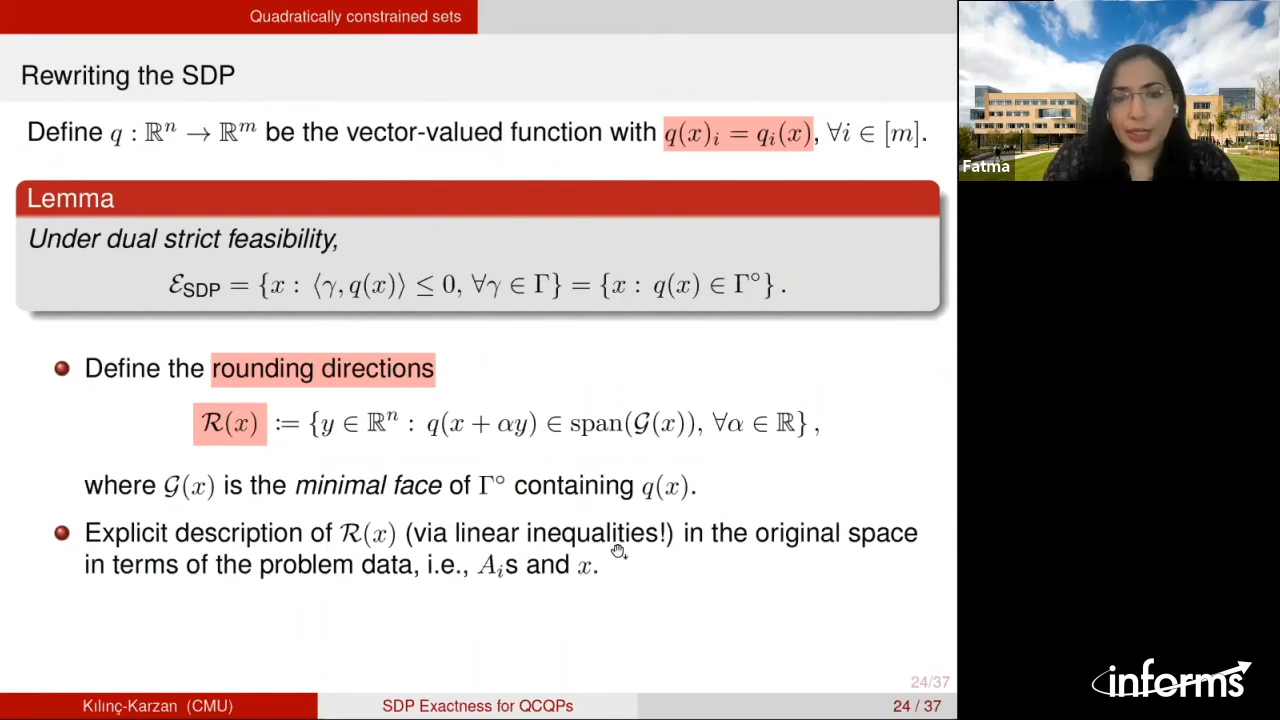 Quadratically constrained sets
Rewriting the SDP
Define q : ℝⁿ → ℝᵐ be the vector-valued function with q(x)ᵢ = qᵢ(x), ∀i ∈ [m].
Lemma
Under dual strict feasibility,
ℰ_SDP = {x : ⟨γ, q(x)⟩ ≤ 0, ∀γ ∈ Γ} = {x : q(x) ∈ Γ°} .
Define the rounding directions
ℛ(x) := {y ∈ ℝⁿ : q(x + αy) ∈ span(𝒢(x)), ∀α ∈ ℝ} ,
where 𝒢(x) is the minimal face of Γ° containing q(x).
Explicit description of ℛ(x) (via linear inequalities!) in the original space
in terms of the problem data, i.e., Aᵢs and x.
24/37
Kılınç-Karzan (CMU)
SDP Exactness for QCQPs
24 / 37
Fatma
informs